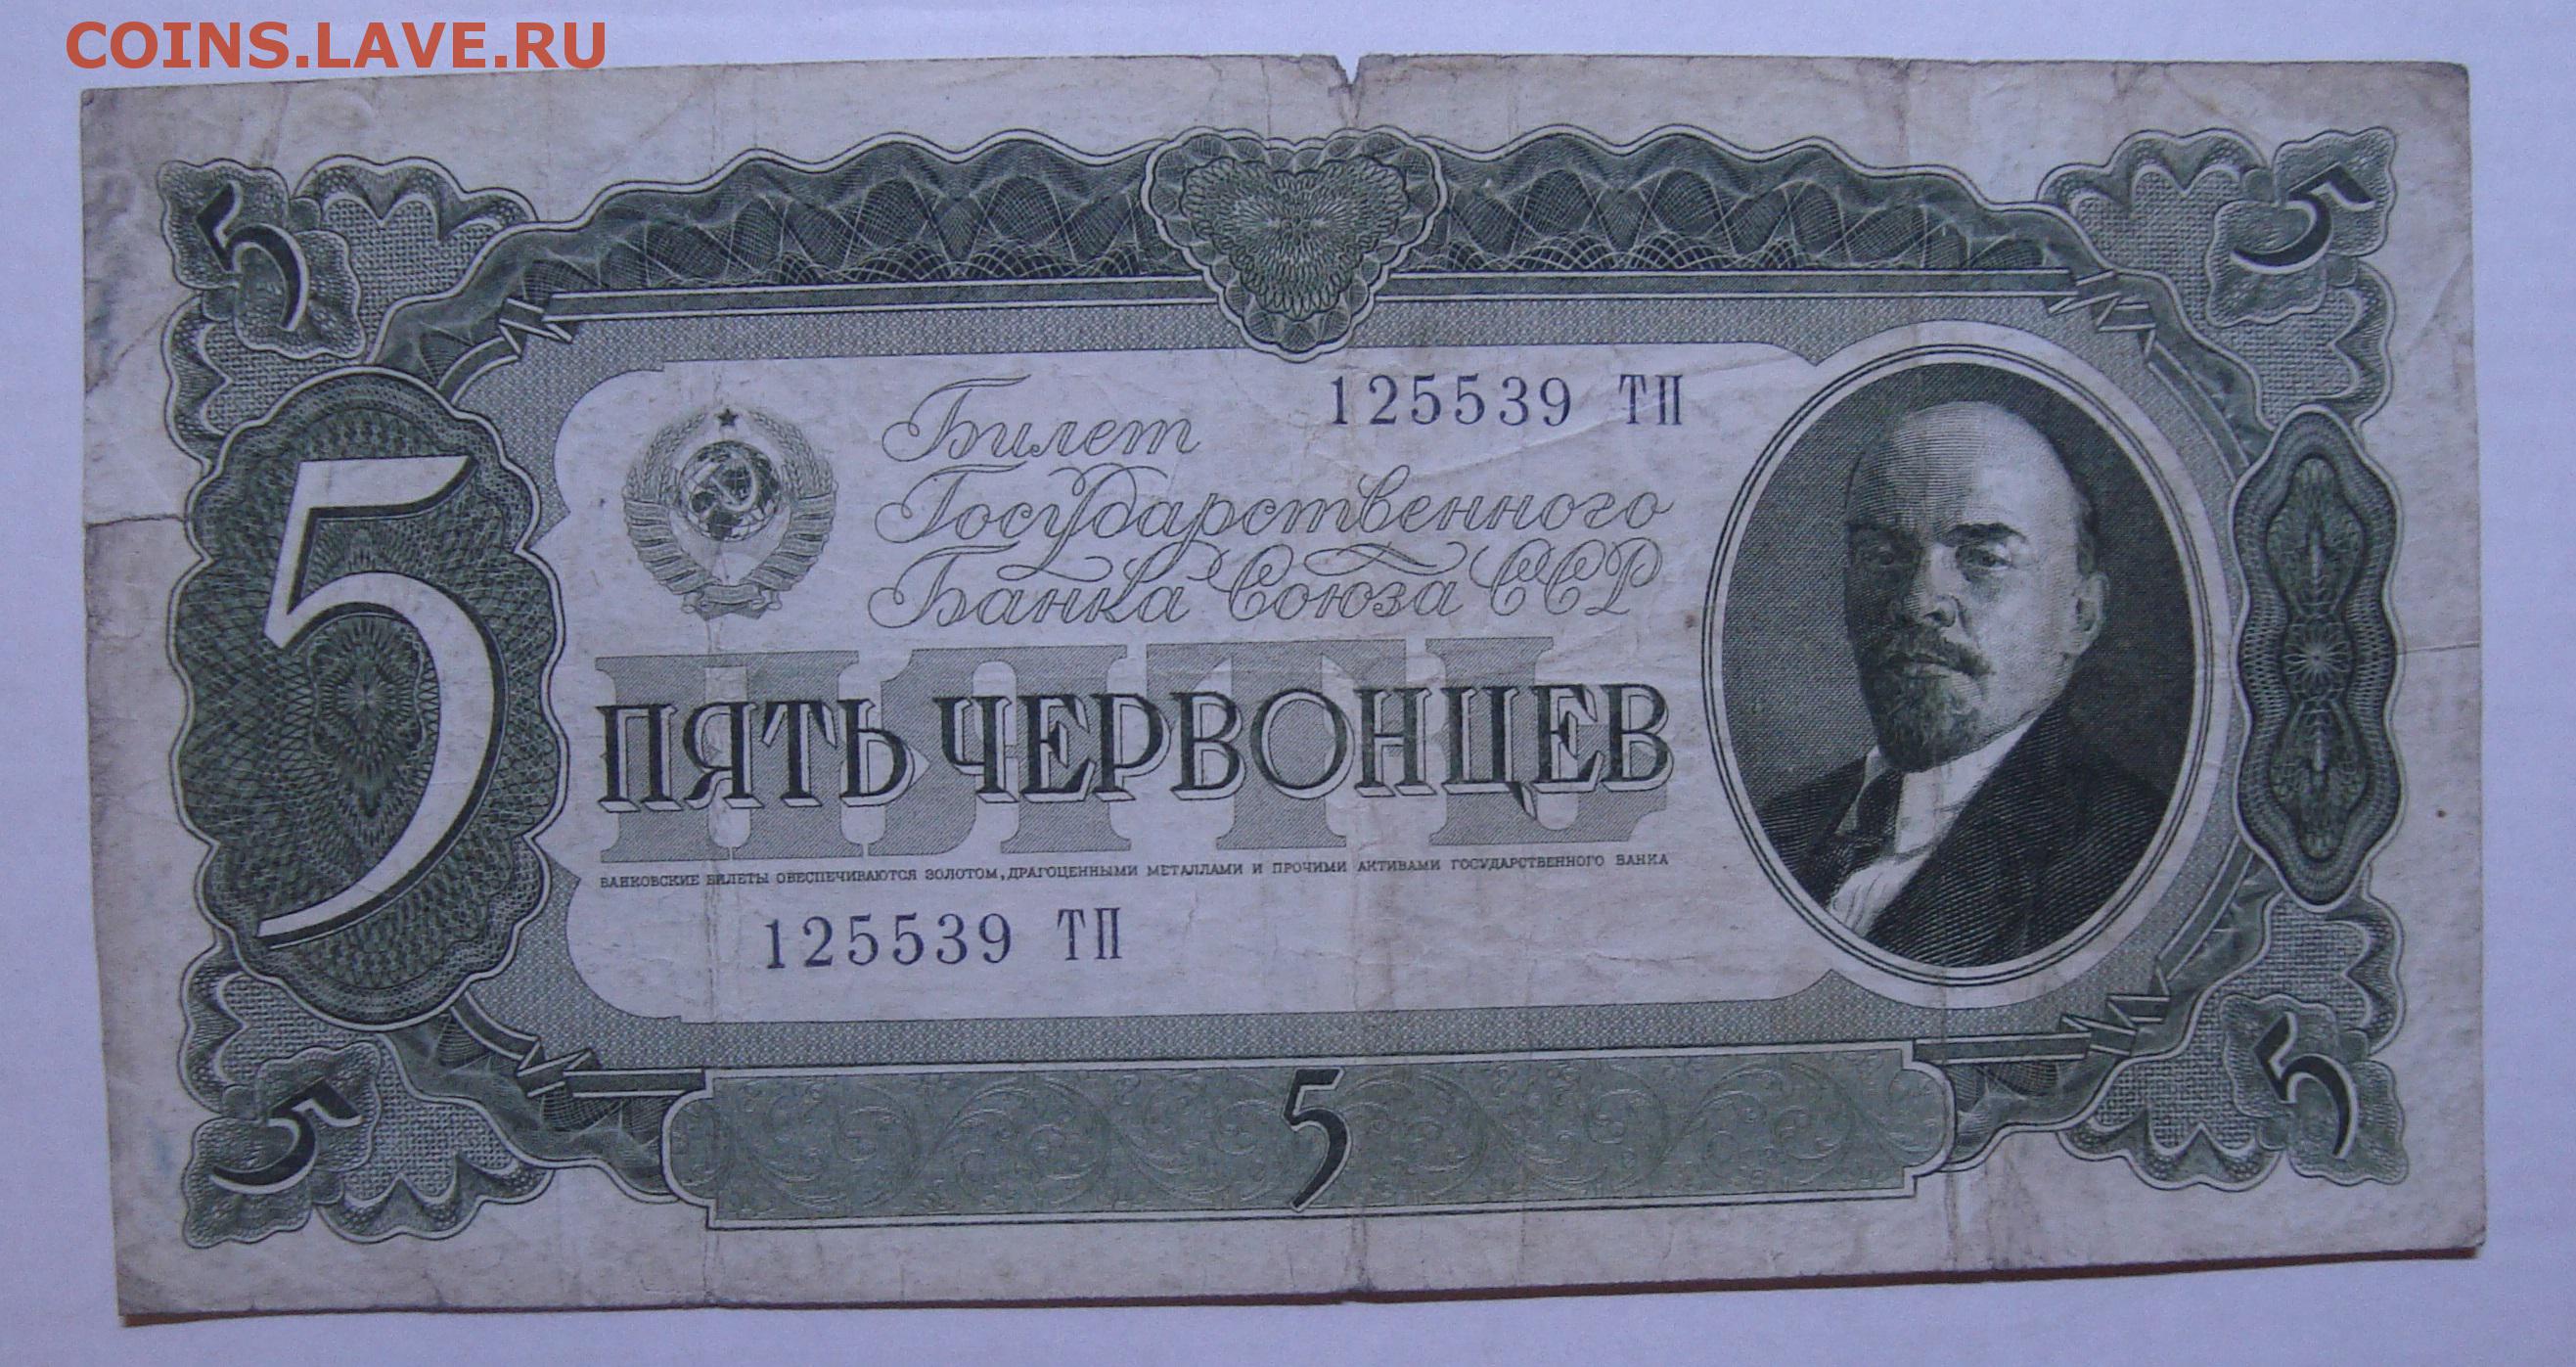 COINS.LAVE.RU
5
5
Билет
125539 ТП
Государственного
Банка Союза ССР
5
ПЯТЬ
ПЯТЬ ЧЕРВОНЦЕВ
БАНКОВСКИЕ БИЛЕТЫ ОБЕСПЕЧИВАЮТСЯ ЗОЛОТОМ, ДРАГОЦЕННЫМИ МЕТАЛЛАМИ И ПРОЧИМИ АКТИВАМИ ГОСУДАРСТВЕННОГО БАНКА
125539 ТП
5
5
5